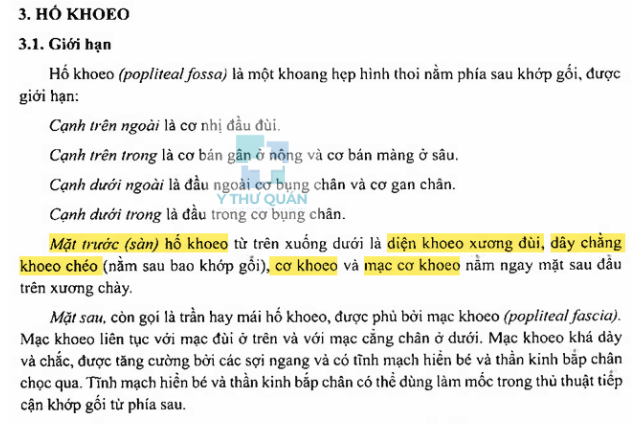 3. HỐ KHOEO
3.1. Giới hạn
Hố khoeo (popliteal fossa) là một khoang hẹp hình thoi nằm phía sau khớp gối, được
giới hạn:
Cạnh trên ngoài là cơ nhị đầu đùi.
Cạnh trên trong là cơ bán gân ở nông và cơ bán màng ở sâu.
Cạnh dưới ngoài là đầu ngoài cơ bụng chân và cơ gan chân.
Y THƯ QUÁN
Cạnh dưới trong là đầu trong cơ bụng chân.
Mặt trước (sàn) hố khoeo từ trên xuống dưới là diện khoeo xương đùi, dây chằng
khoeo chéo (nằm sau bao khớp gối), cơ khoeo và mạc cơ khoeo nằm ngay mặt sau đầu
trên xương chày.
Mặt sau, còn gọi là trần hay mái hố khoeo, được phủ bởi mạc khoeo (popliteal fascia).
Mạc khoeo liên tục với mạc đùi ở trên và với mạc cẳng chân ở dưới. Mạc khoeo khá dày
và chắc, được tăng cường bởi các sợi ngang và có tĩnh mạch hiển bé và thần kinh bắp chân
chọc qua. Tĩnh mạch hiển bé và thần kinh bắp chân có thể dùng làm mốc trong thủ thuật tiếp
cận khớp gối từ phía sau.